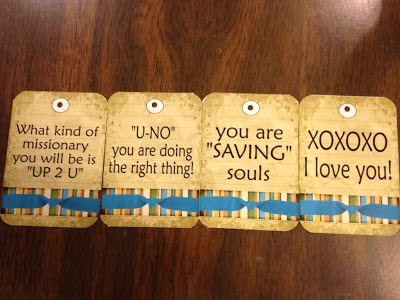 What kind of
missionary
you will be is
"UP 2 U"
"U-NO"
you are doing
the right thing!
you are
"SAVING"
souls
XOXOXO
I love you!